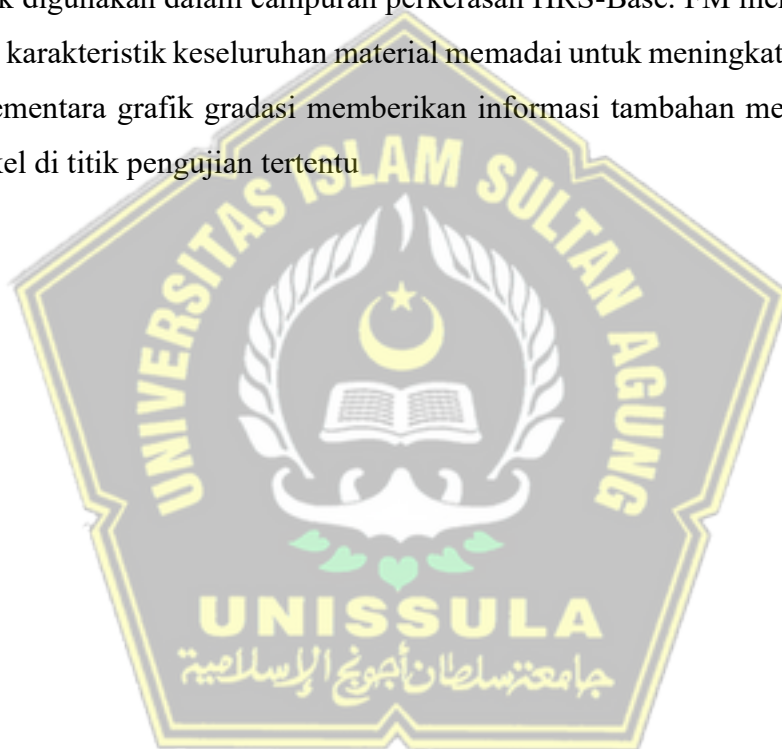 digunakan dalam campuran perkerasan HRS-Base. FM
karakteristik keseluruhan material memadai untuk meningkat
ementara grafik gradasi memberikan informasi tambahan me
kel di titik pengujian tertentu
UNIVERSITAS ISLAM SULTAN AGUNG
UNISSULA
جامعة سلطان أجونج الإسلامية